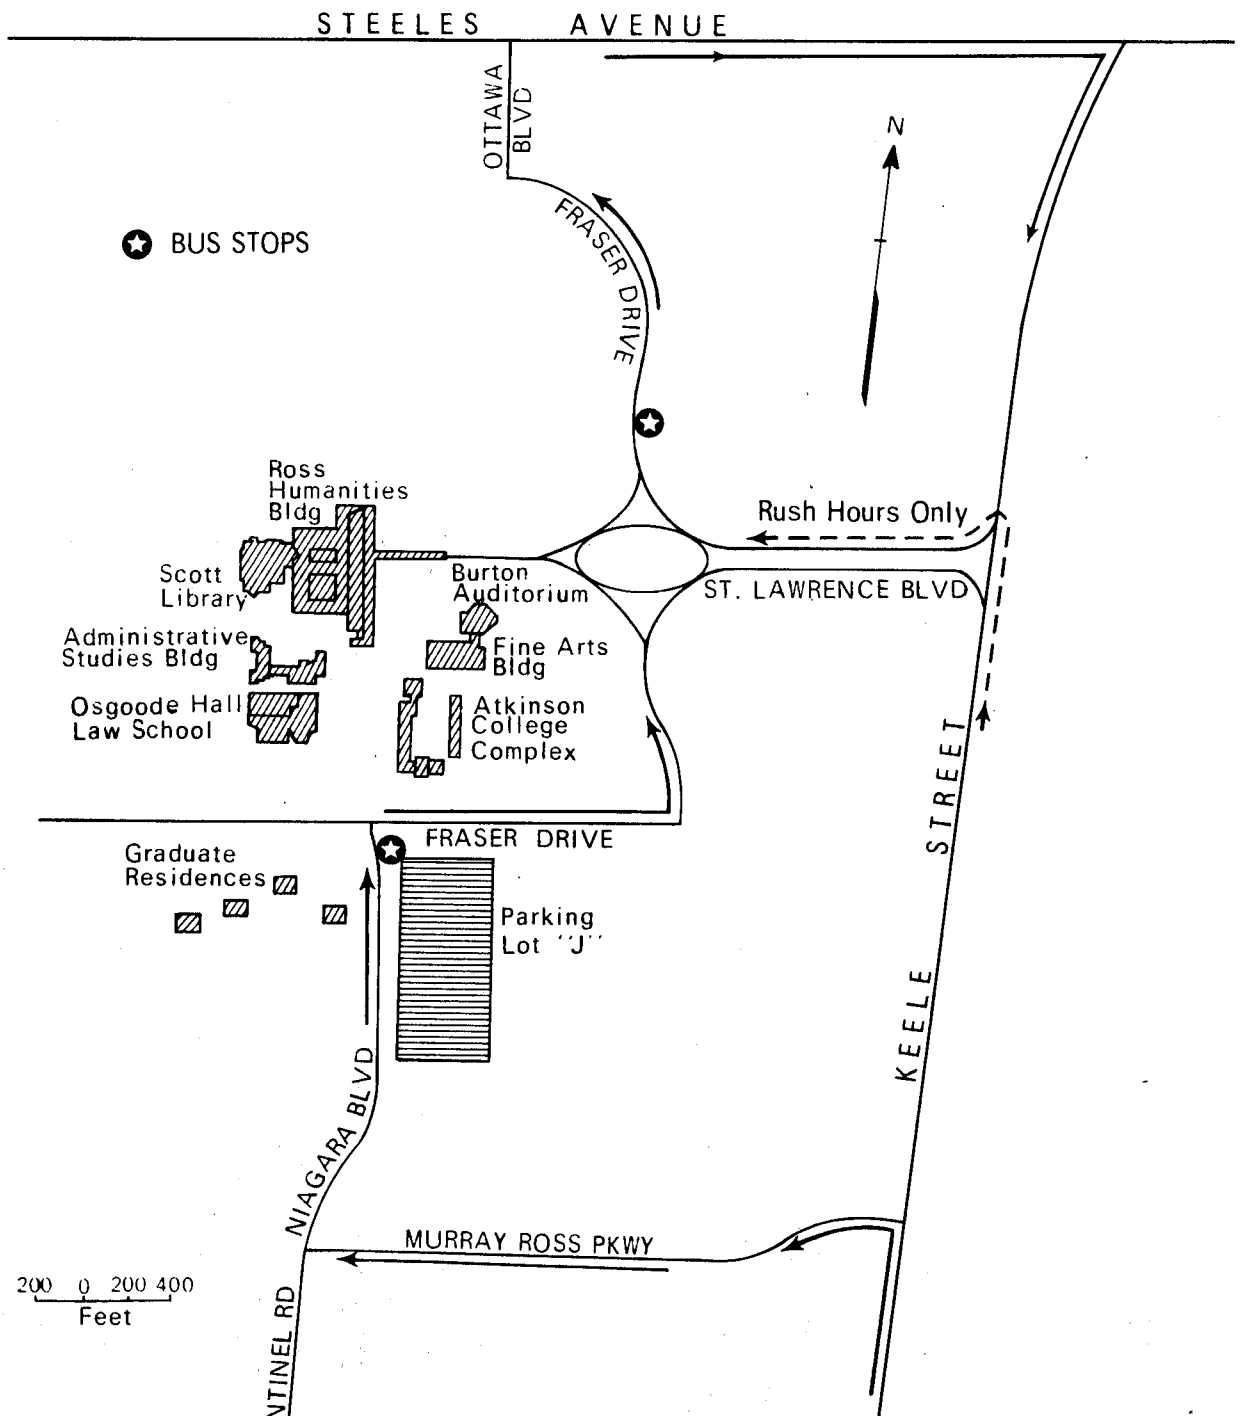 STEELES AVENUE
OTTAWA
BLVD
N
FRASER DRIVE
BUS STOPS
Ross
Humanities
Bldg
Rush Hours Only
Scott
Library
Burton
Auditorium
ST. LAWRENCE BLVD
Administrative
Studies Bldg
Fine Arts
Bldg
Osgoode Hall
Law School
Atkinson
College
Complex
KEELE STREET
FRASER DRIVE
Graduate
Residences
Parking
Lot "J"
NIAGARA BLVD
MURRAY ROSS PKWY
200 0 200 400
Feet
NTINEL RD